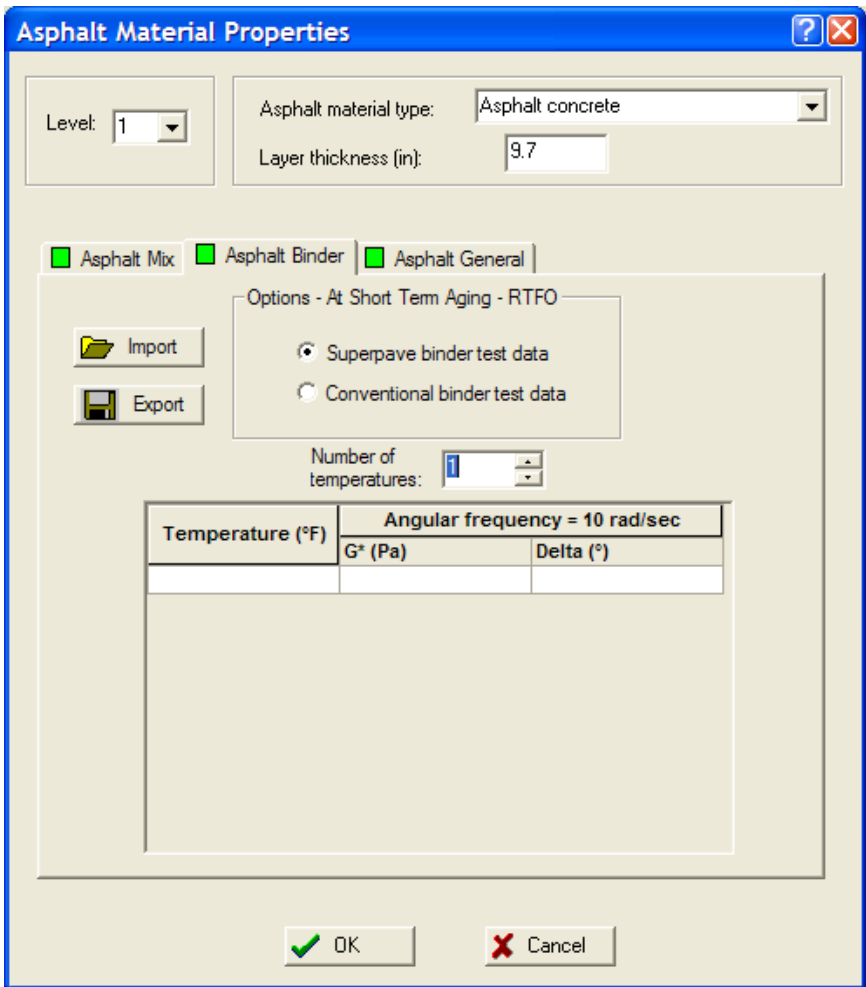 Asphalt Material Properties
Level: 1
Asphalt material type: Asphalt concrete
Layer thickness (in): 9.7
Asphalt Mix Asphalt Binder Asphalt General
Options - At Short Term Aging - RTFO
Import
Superpave binder test data
Export
Conventional binder test data
Number of
temperatures: 1
Temperature (ºF) Angular frequency = 10 rad/sec
G* (Pa) Delta (º)
OK Cancel